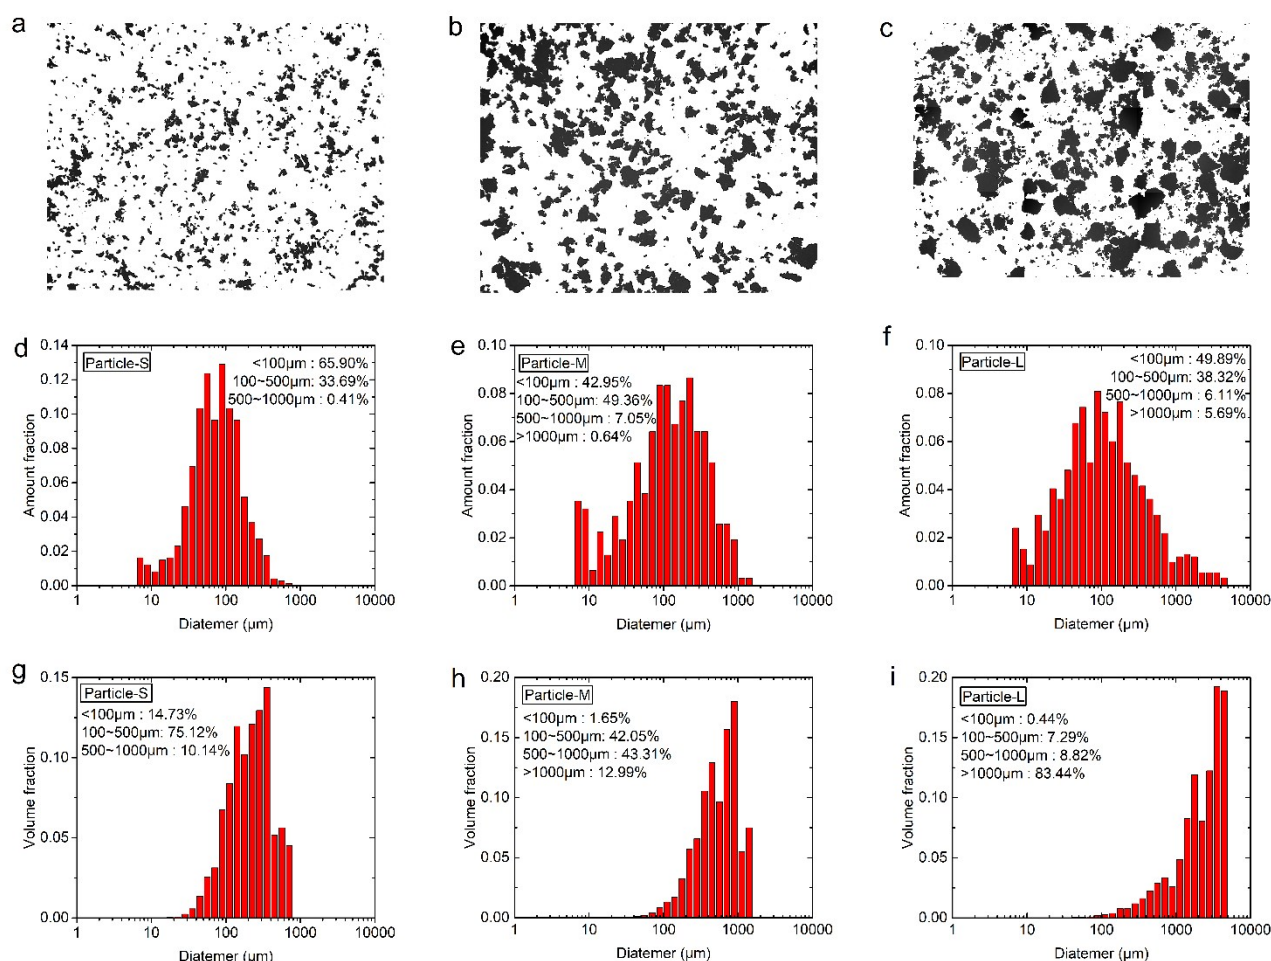 a
b
c
d
Particle-S
<100µm : 65.90%
100~500µm: 33.69%
500~1000µm : 0.41%
0.14
0.12
0.10
0.08
0.06
0.04
0.02
0.00
Amount fraction
1
10
100
1000
10000
Diatemer (µm)
e
Particle-M
<100µm : 42.95%
100~500µm: 49.36%
500~1000µm : 7.05%
>1000µm : 0.64%
0.10
0.08
0.06
0.04
0.02
0.00
Amount fraction
1
10
100
1000
10000
Diatemer (µm)
f
Particle-L
<100µm : 49.89%
100~500µm: 38.32%
500~1000µm : 6.11%
>1000µm : 5.69%
0.10
0.08
0.06
0.04
0.02
0.00
Amount fraction
1
10
100
1000
10000
Diatemer (µm)
g
Particle-S
<100µm : 14.73%
100~500µm: 75.12%
500~1000µm : 10.14%
0.15
0.10
0.05
0.00
Volume fraction
1
10
100
1000
10000
Diatemer (µm)
h
Particle-M
<100µm : 1.65%
100~500µm: 42.05%
500~1000µm: 43.31%
>1000µm : 12.99%
0.20
0.15
0.10
0.05
0.00
Volume fraction
1
10
100
1000
10000
Diatemer (µm)
i
Particle-L
<100µm : 0.44%
100~500µm: 7.29%
500~1000µm : 8.82%
>1000µm : 83.44%
0.20
0.15
0.10
0.05
0.00
Volume fraction
1
10
100
1000
10000
Diatemer (µm)